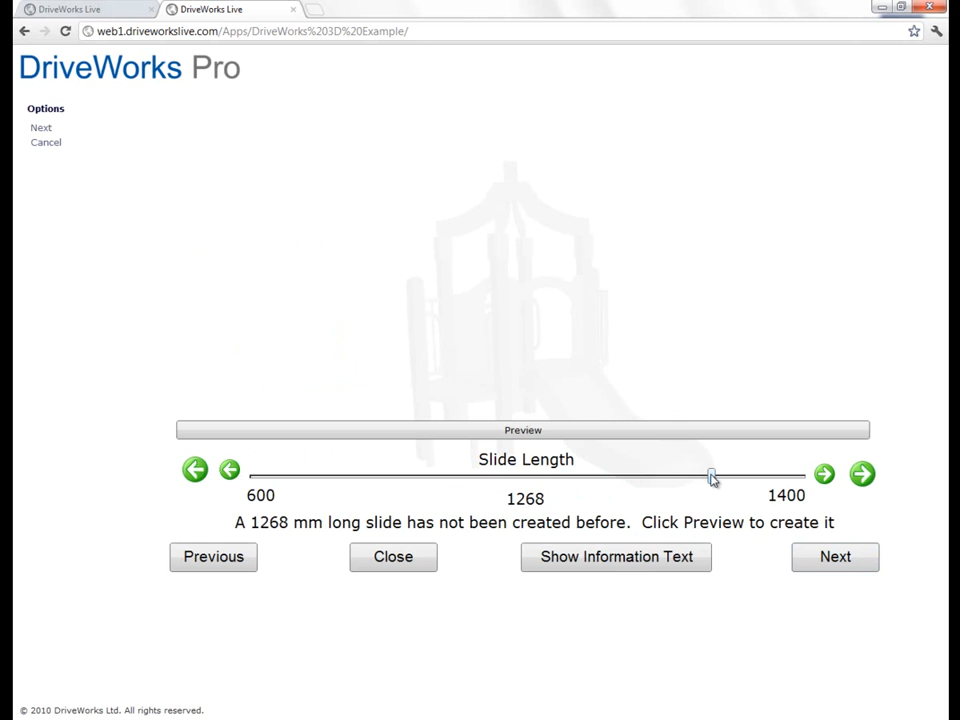 DriveWorks Live
DriveWorks Live
web1.driveworkslive.com/Apps/DriveWorks%203D%20Example/
DriveWorks Pro
Options
Next
Cancel
Preview
Slide Length
600
1268
1400
A 1268 mm long slide has not been created before. Click Preview to create it
Previous
Close
Show Information Text
Next
© 2010 DriveWorks Ltd. All rights reserved.